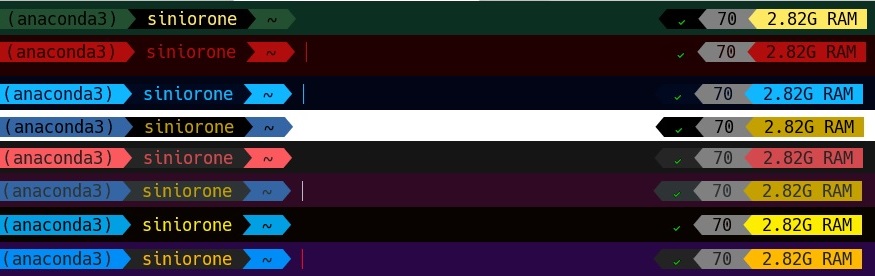 (anaconda3) siniorone ~ ✓ 70 2.82G RAM
(anaconda3) siniorone ~ ✓ 70 2.82G RAM
(anaconda3) siniorone ~ ✓ 70 2.82G RAM
(anaconda3) siniorone ~ ✓ 70 2.82G RAM
(anaconda3) siniorone ~ ✓ 70 2.82G RAM
(anaconda3) siniorone ~ ✓ 70 2.82G RAM
(anaconda3) siniorone ~ ✓ 70 2.82G RAM
(anaconda3) siniorone ~ ✓ 70 2.82G RAM